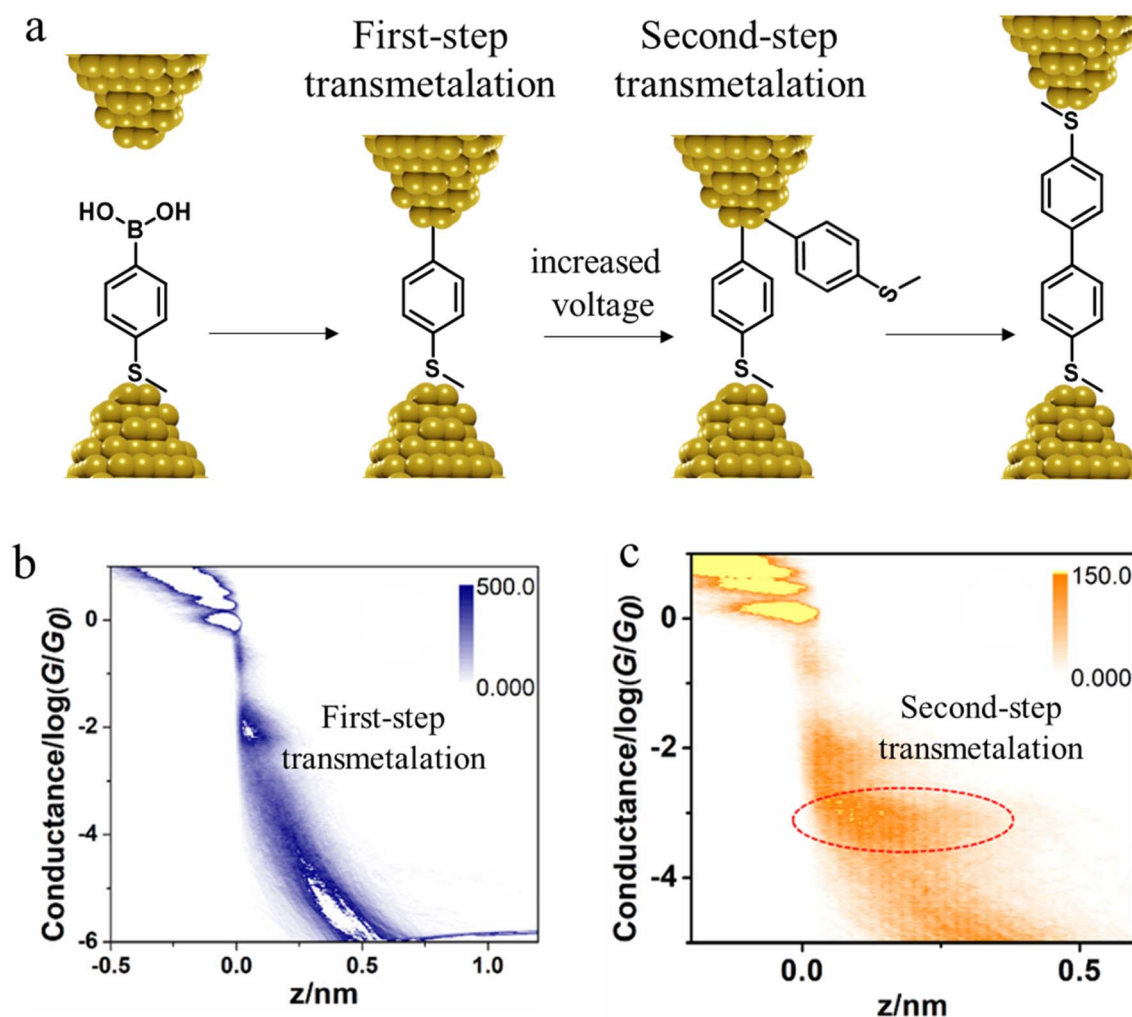 a
First-step
transmetalation
Second-step
transmetalation
HO
B
OH
S
increased
voltage
S
S
S
S
S
b
Conductance/log(G/G0)
0
-2
-4
-6
-0.5
0.0
0.5
1.0
z/nm
500.0
0.000
First-step
transmetalation
c
Conductance/log(G/G0)
0
-2
-4
0.0
0.5
z/nm
150.0
0.000
Second-step
transmetalation